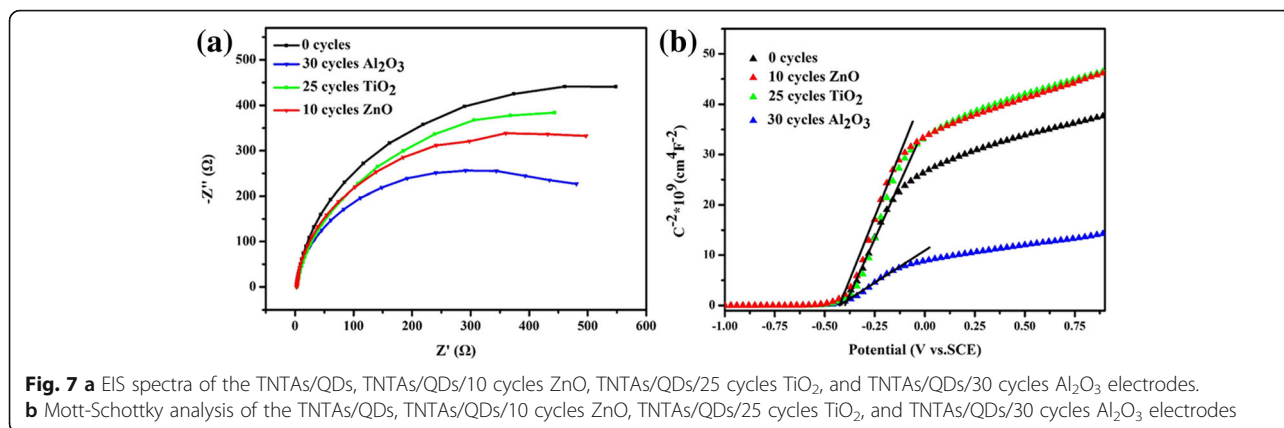 (a)
0 cycles
30 cycles Al₂O₃
25 cycles TiO₂
10 cycles ZnO
500
400
300
200
100
0
-Z'' (Ω)
0 100 200 300 400 500 600
Z' (Ω)
(b)
0 cycles
10 cycles ZnO
25 cycles TiO₂
30 cycles Al₂O₃
50
40
30
20
10
0
C⁻²*10⁹(cm⁴F⁻²)
-1.00 -0.75 -0.50 -0.25 0.00 0.25 0.50 0.75
Potential (V vs.SCE)
Fig. 7 a EIS spectra of the TNTAs/QDs, TNTAs/QDs/10 cycles ZnO, TNTAs/QDs/25 cycles TiO₂, and TNTAs/QDs/30 cycles Al₂O₃ electrodes.
b Mott-Schottky analysis of the TNTAs/QDs, TNTAs/QDs/10 cycles ZnO, TNTAs/QDs/25 cycles TiO₂, and TNTAs/QDs/30 cycles Al₂O₃ electrodes